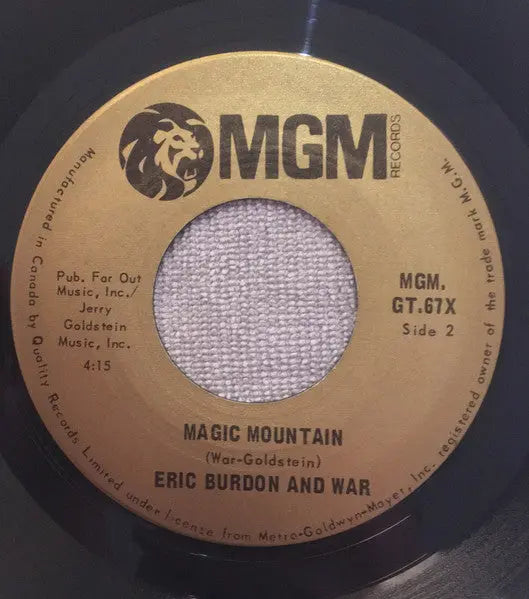 MGM
RECORDS
Pub. Far Out
Music, Inc./
Jerry
Goldstein
Music, Inc.
4:15
MGM.
GT.67X
Side 2
MAGIC MOUNTAIN
(War-Goldstein)
ERIC BURDON AND WAR
Manufactured in Canada by Quality Records Limited under license from Metro-Goldwyn-Mayer, Inc. registered owner of the trade mark M.G.M.